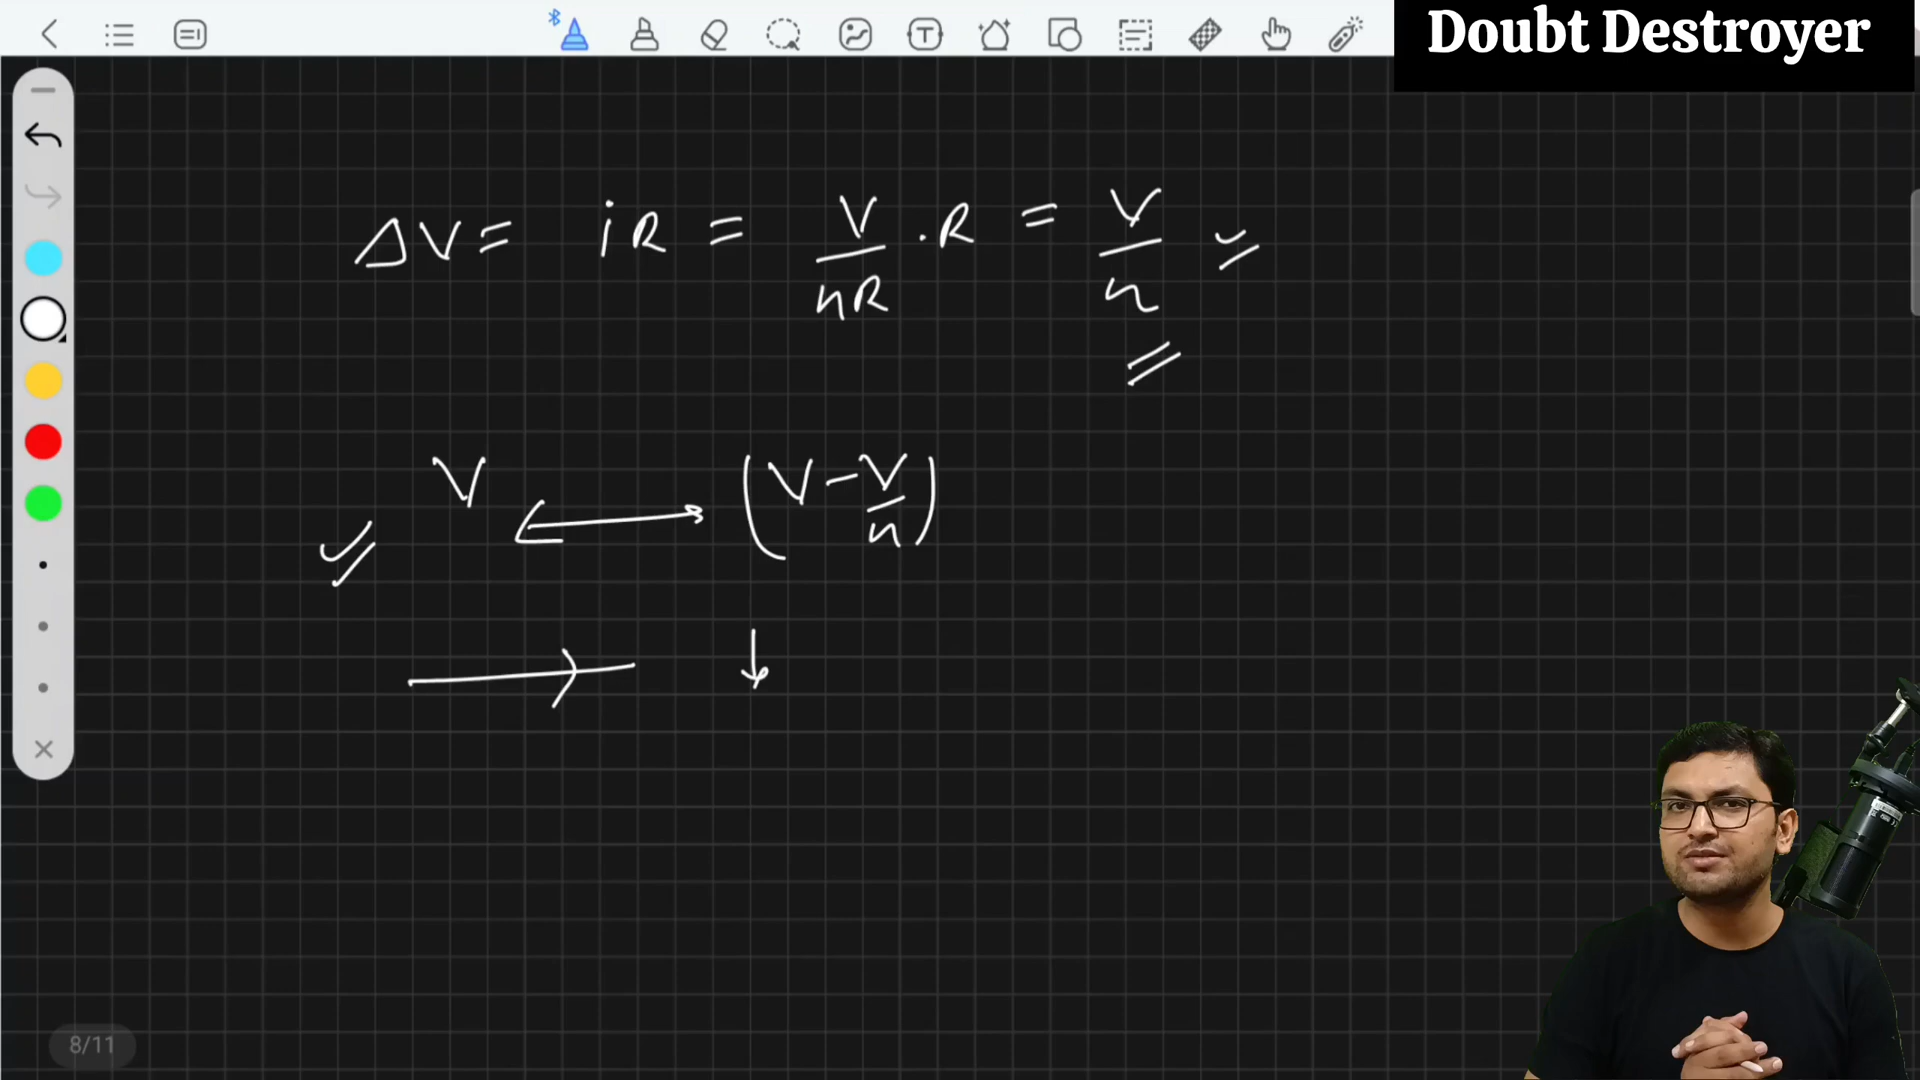 Doubt Destroyer
ΔV = iR = V/nR . R = V/n
V ⟷ (V - V/n)
8/11